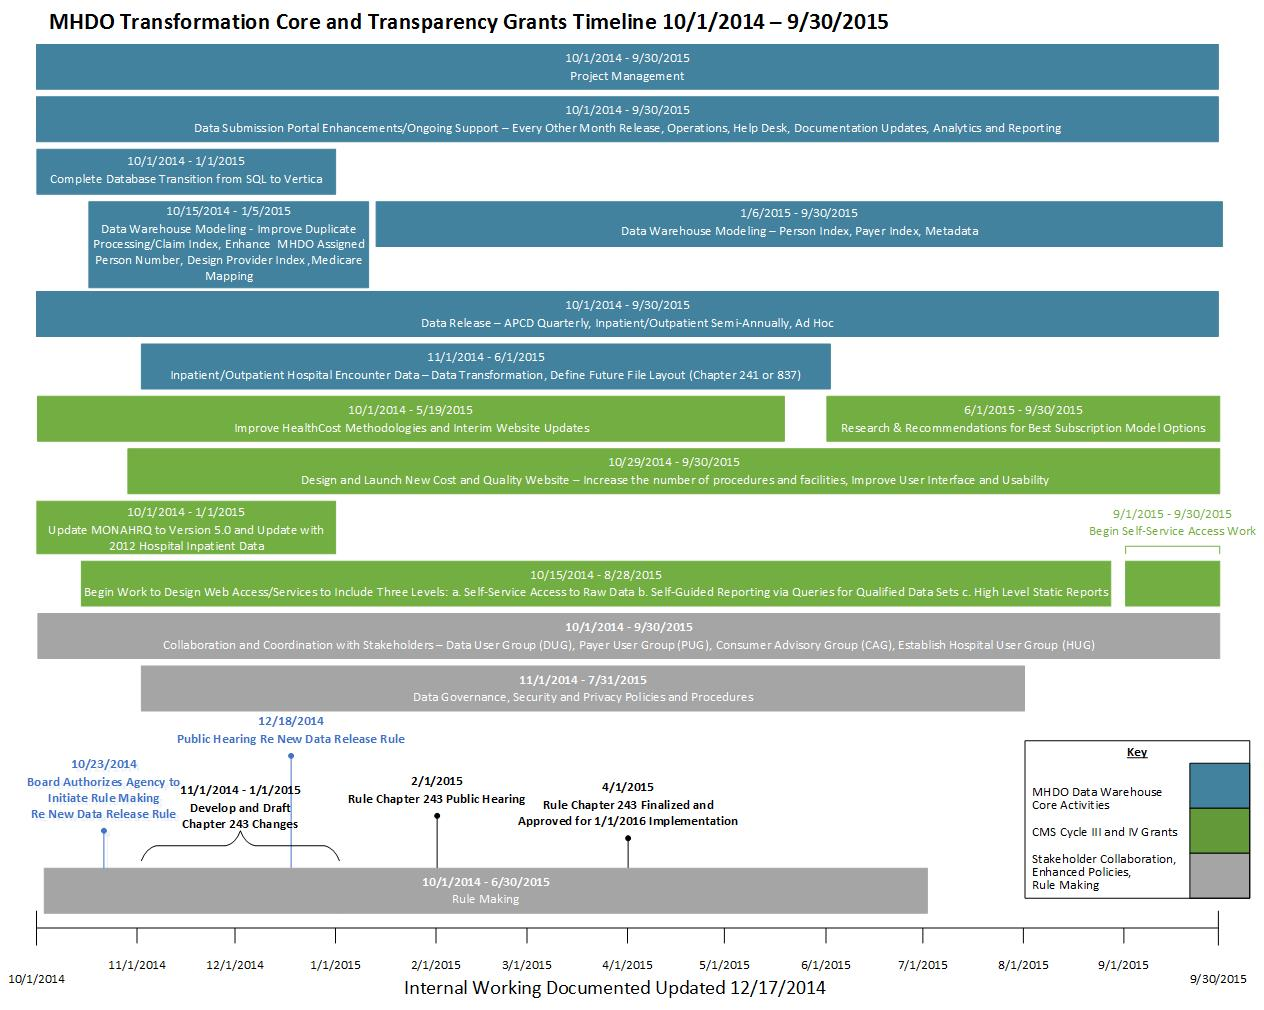 MHDO Transformation Core and Transparency Grants Timeline 10/1/2014 – 9/30/2015
10/1/2014 - 9/30/2015
Project Management
10/1/2014 - 9/30/2015
Data Submission Portal Enhancements/Ongoing Support – Every Other Month Release, Operations, Help Desk, Documentation Updates, Analytics and Reporting
10/1/2014 - 1/1/2015
Complete Database Transition from SQL to Vertica
10/15/2014 - 1/5/2015
Data Warehouse Modeling - Improve Duplicate
Processing/Claim Index, Enhance MHDO Assigned
Person Number, Design Provider Index ,Medicare
Mapping
1/6/2015 - 9/30/2015
Data Warehouse Modeling – Person Index, Payer Index, Metadata
10/1/2014 - 9/30/2015
Data Release – APCD Quarterly, Inpatient/Outpatient Semi-Annually, Ad Hoc
11/1/2014 - 6/1/2015
Inpatient/Outpatient Hospital Encounter Data – Data Transformation, Define Future File Layout (Chapter 241 or 837)
10/1/2014 - 5/19/2015
Improve HealthCost Methodologies and Interim Website Updates
6/1/2015 - 9/30/2015
Research & Recommendations for Best Subscription Model Options
10/29/2014 - 9/30/2015
Design and Launch New Cost and Quality Website – Increase the number of procedures and facilities, Improve User Interface and Usability
10/1/2014 - 1/1/2015
Update MONAHRQ to Version 5.0 and Update with
2012 Hospital Inpatient Data
9/1/2015 - 9/30/2015
Begin Self-Service Access Work
10/15/2014 - 8/28/2015
Begin Work to Design Web Access/Services to Include Three Levels: a. Self-Service Access to Raw Data b. Self-Guided Reporting via Queries for Qualified Data Sets c. High Level Static Reports
10/1/2014 - 9/30/2015
Collaboration and Coordination with Stakeholders – Data User Group (DUG), Payer User Group (PUG), Consumer Advisory Group (CAG), Establish Hospital User Group (HUG)
11/1/2014 - 7/31/2015
Data Governance, Security and Privacy Policies and Procedures
12/18/2014
Public Hearing Re New Data Release Rule
10/23/2014
Board Authorizes Agency to
Initiate Rule Making
Re New Data Release Rule
11/1/2014 - 1/1/2015
Develop and Draft
Chapter 243 Changes
2/1/2015
Rule Chapter 243 Public Hearing
4/1/2015
Rule Chapter 243 Finalized and
Approved for 1/1/2016 Implementation
Key
MHDO Data Warehouse
Core Activities
CMS Cycle III and IV Grants
Stakeholder Collaboration,
Enhanced Policies,
Rule Making
10/1/2014 - 6/30/2015
Rule Making
10/1/2014
11/1/2014
12/1/2014
1/1/2015
2/1/2015
3/1/2015
4/1/2015
5/1/2015
6/1/2015
7/1/2015
8/1/2015
9/1/2015
9/30/2015
Internal Working Documented Updated 12/17/2014